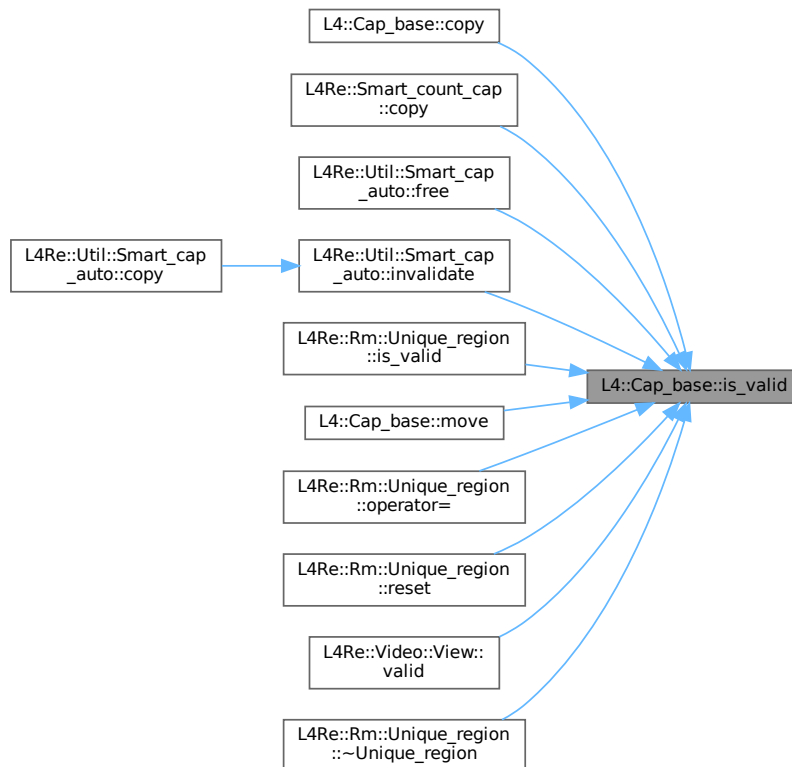 L4::Cap_base::copy
L4Re::Smart_count_cap
::copy
L4Re::Util::Smart_cap
_auto::free
L4Re::Util::Smart_cap
_auto::copy
L4Re::Util::Smart_cap
_auto::invalidate
L4Re::Rm::Unique_region
::is_valid
L4::Cap_base::is_valid
L4::Cap_base::move
L4Re::Rm::Unique_region
::operator=
L4Re::Rm::Unique_region
::reset
L4Re::Video::View::
valid
L4Re::Rm::Unique_region
::~Unique_region